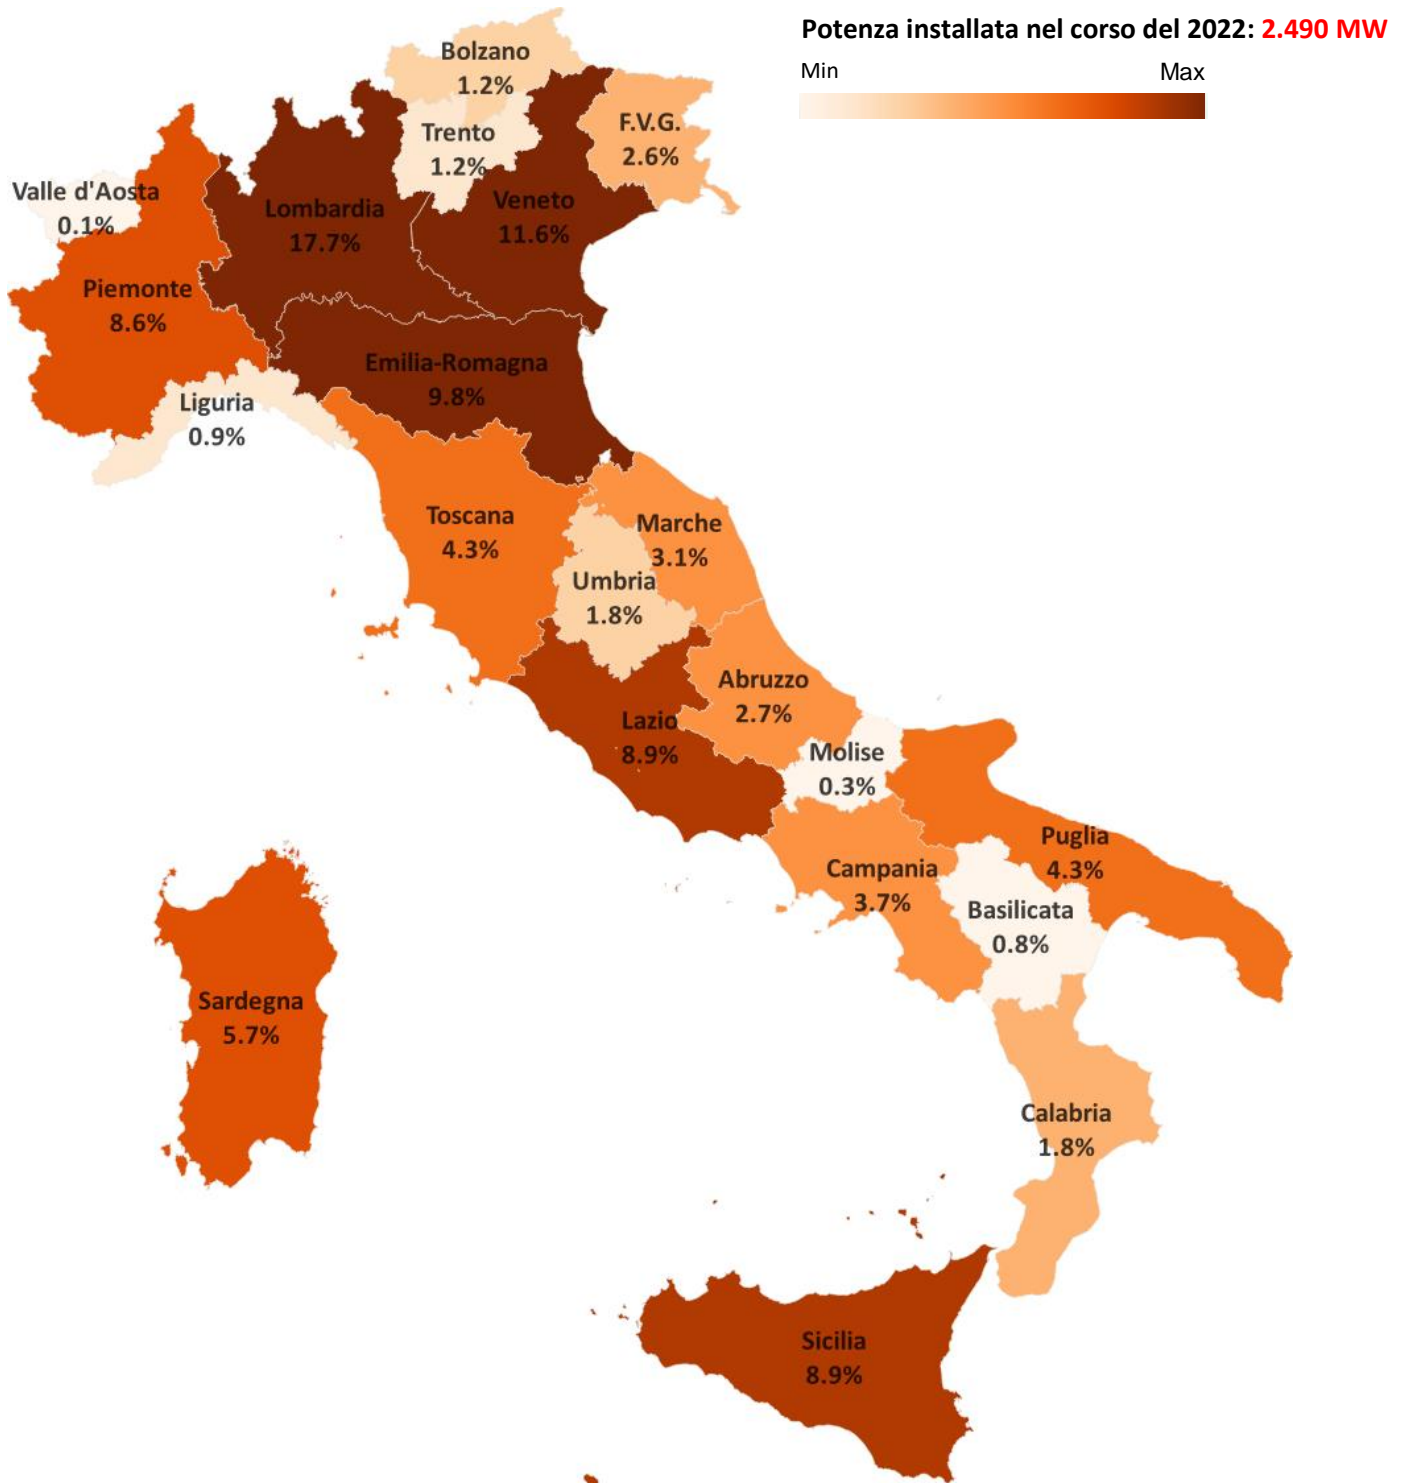 Potenza installata nel corso del 2022: 2.490 MW
Min
Max
Bolzano
1.2%
Trento
1.2%
F.V.G.
2.6%
Valle d'Aosta
0.1%
Lombardia
17.7%
Veneto
11.6%
Piemonte
8.6%
Emilia-Romagna
9.8%
Liguria
0.9%
Toscana
4.3%
Marche
3.1%
Umbria
1.8%
Abruzzo
2.7%
Lazio
8.9%
Molise
0.3%
Puglia
4.3%
Campania
3.7%
Basilicata
0.8%
Sardegna
5.7%
Calabria
1.8%
Sicilia
8.9%